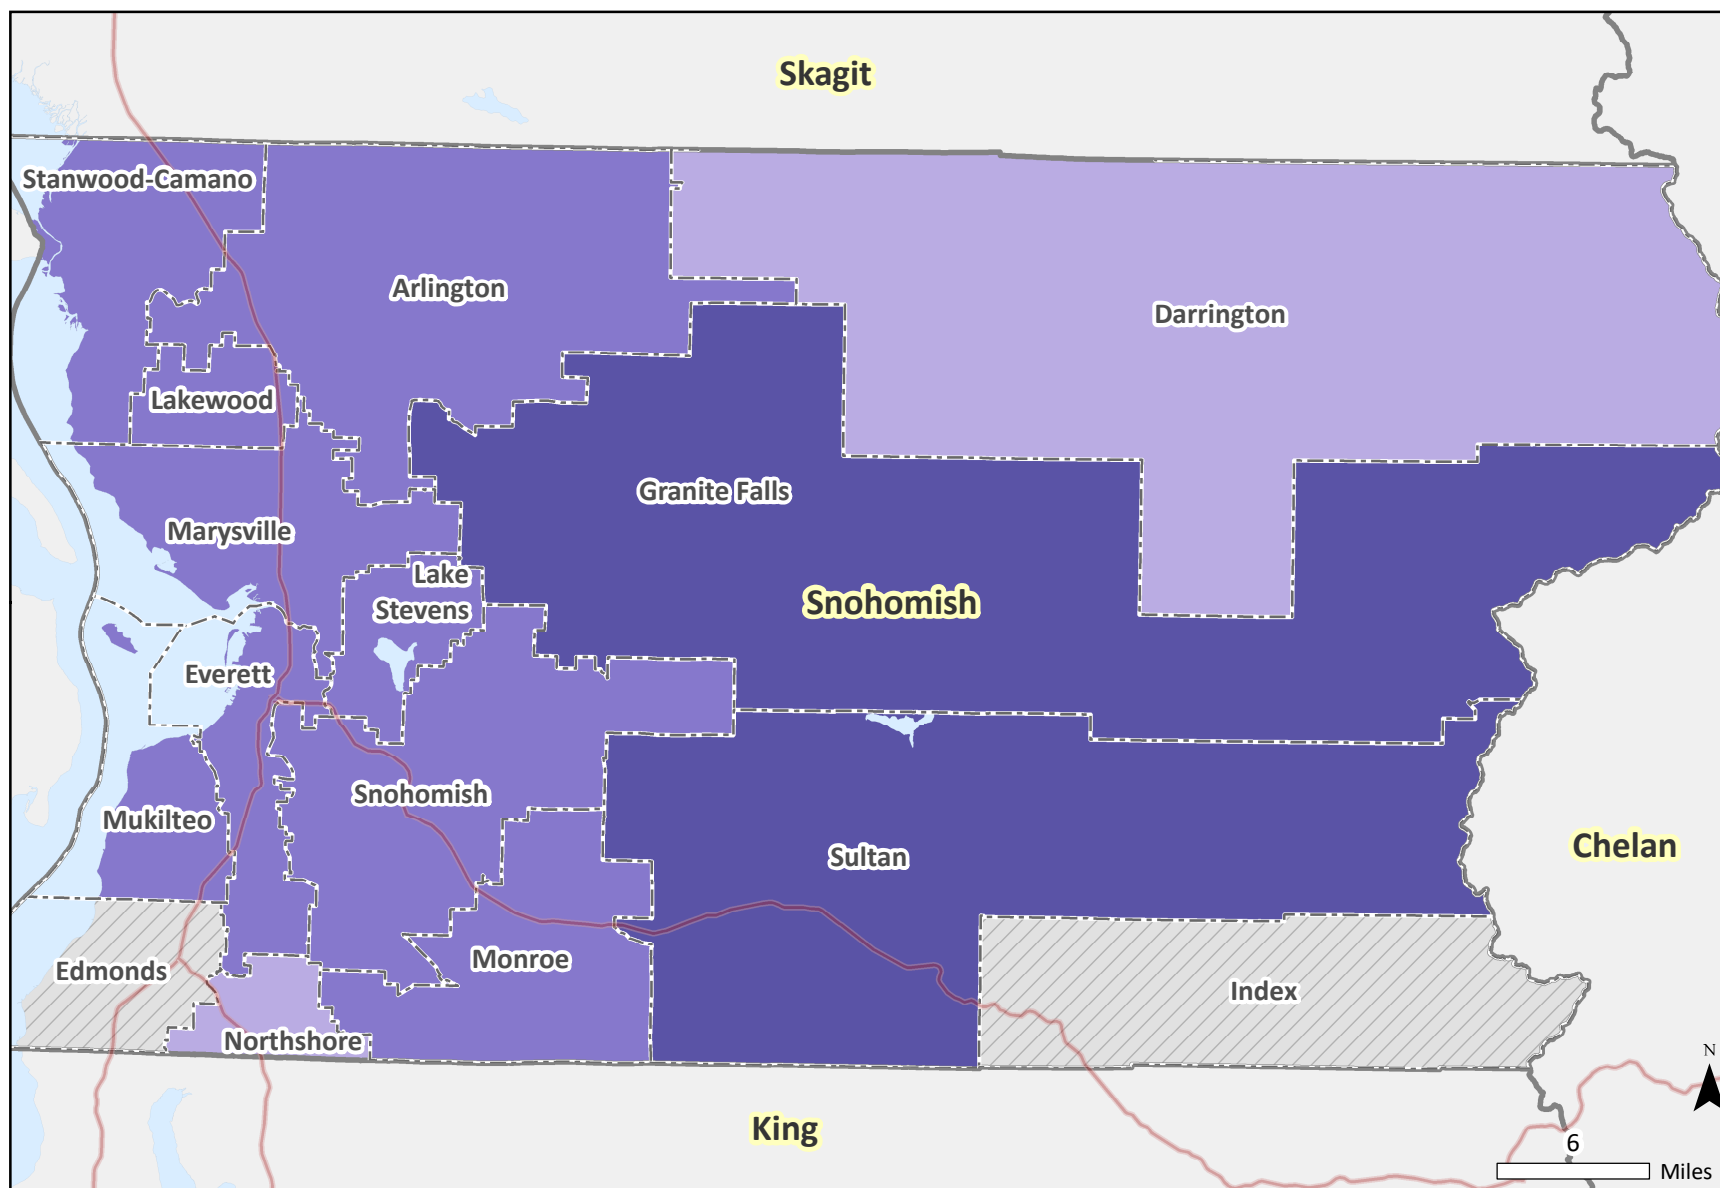 Skagit
Stanwood-Camano
Arlington
Darrington
Lakewood
Granite Falls
Marysville
Lake
Stevens
Snohomish
Everett
Snohomish
Mukilteo
Sultan
Chelan
Monroe
Edmonds
Index
Northshore
N
King
6
Miles